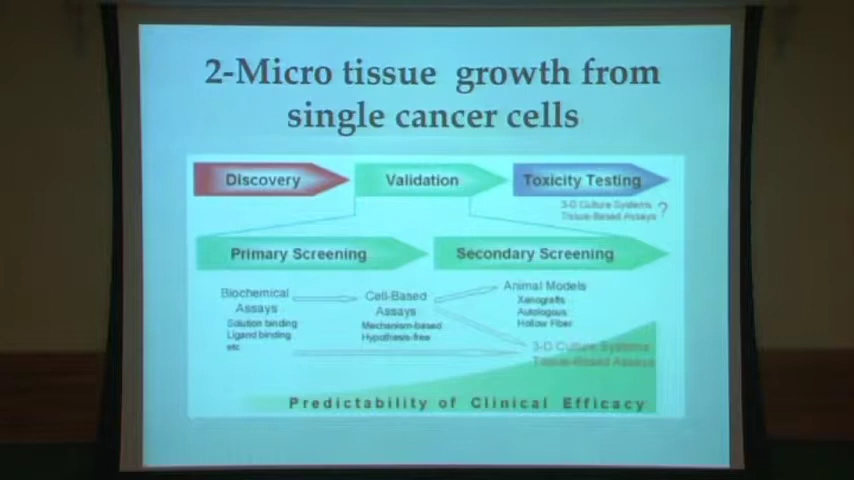 2-Micro tissue growth from
single cancer cells
Discovery
Validation
Toxicity Testing
3-D Culture Systems
Tissue-Based Assays ?
Primary Screening
Secondary Screening
Biochemical
Assays
Solution binding
Ligand binding
etc
Cell-Based
Assays
Mechanism-based
Hypothesis-free
Animal Models
Xenografts
Autologous
Hollow Fiber
3-D Culture Systems
Tissue-Based Assays
Predictability of Clinical Efficacy